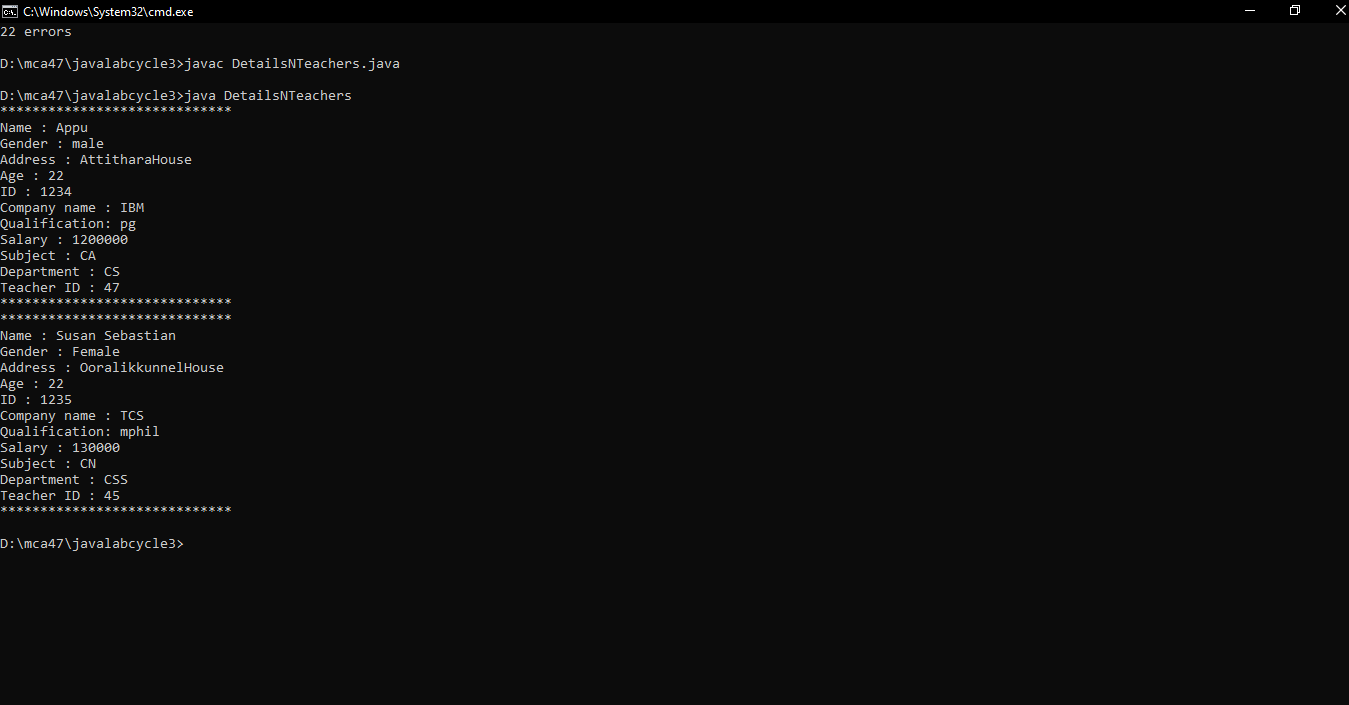 C:\Windows\System32\cmd.exe
22 errors
D:\mca47\javalabcycle3>javac DetailsNTeachers.java
D:\mca47\javalabcycle3>java DetailsNTeachers
*****************************
Name : Appu
Gender : male
Address : AttitharaHouse
Age : 22
ID : 1234
Company name : IBM
Qualification: pg
Salary : 1200000
Subject : CA
Department : CS
Teacher ID : 47
*****************************
*****************************
Name : Susan Sebastian
Gender : Female
Address : OoralikkunnelHouse
Age : 22
ID : 1235
Company name : TCS
Qualification: mphil
Salary : 130000
Subject : CN
Department : CSS
Teacher ID : 45
*****************************
D:\mca47\javalabcycle3>